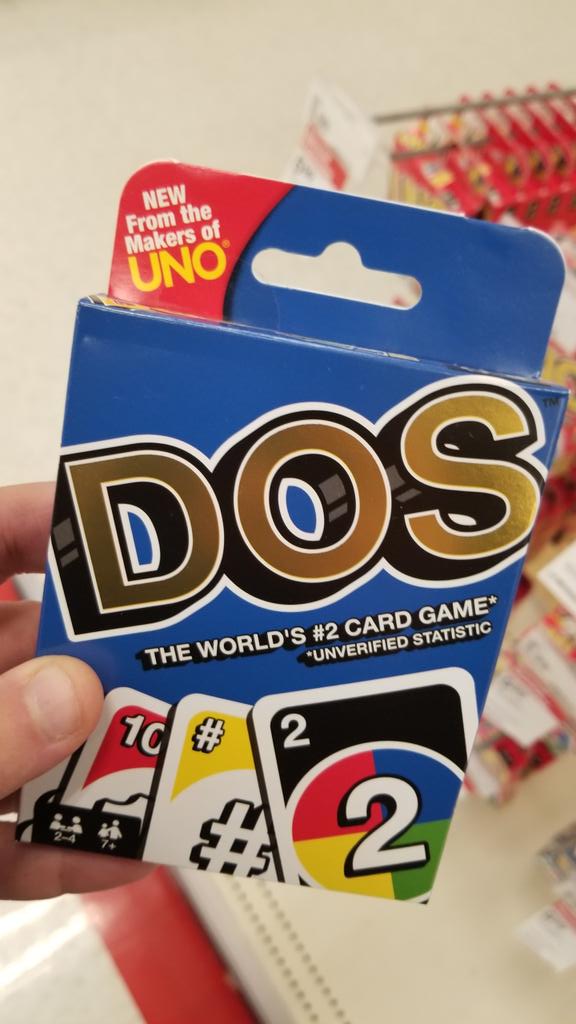 NEW
From the
Makers of
UNO®
DOS™
THE WORLD'S #2 CARD GAME*
*UNVERIFIED STATISTIC
10
#
#
2
2
2-4
7+